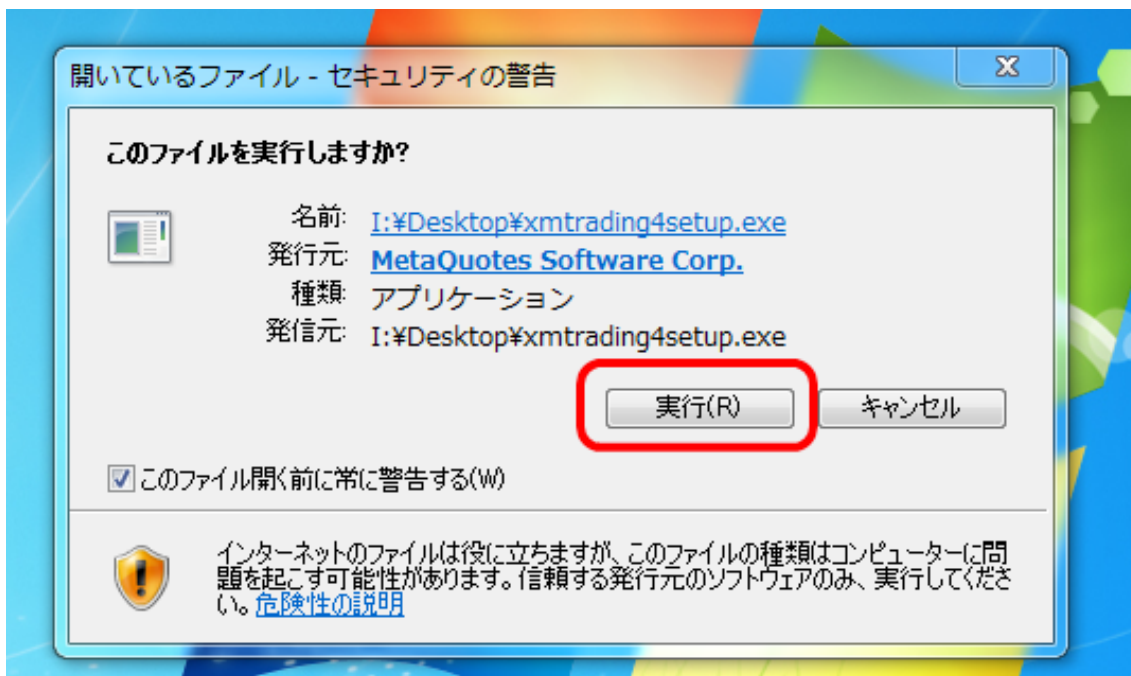 開いているファイル - セキュリティの警告
このファイルを実行しますか?
名前: I:¥Desktop¥xmtrading4setup.exe
発行元: MetaQuotes Software Corp.
種類: アプリケーション
発信元: I:¥Desktop¥xmtrading4setup.exe
実行(R) キャンセル
このファイル開く前に常に警告する(W)
インターネットのファイルは役に立ちますが、このファイルの種類はコンピューターに問
題を起こす可能性があります。信頼する発行元のソフトウェアのみ、実行してくださ
い。危険性の説明